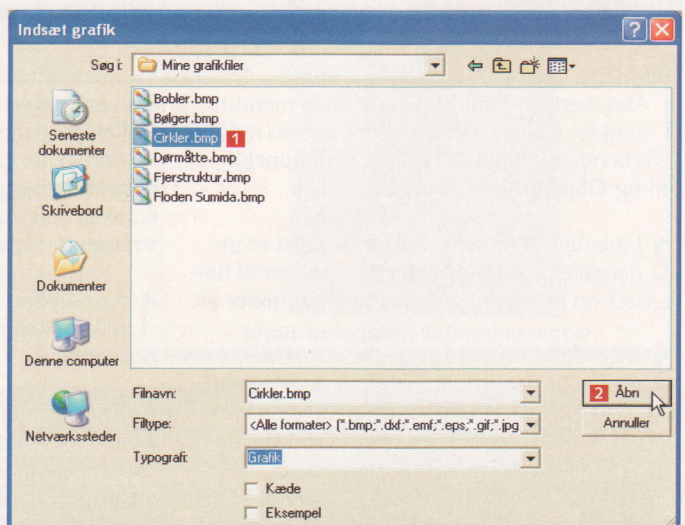 Indsæt grafik
Søg i: Mine grafikfiler
Bobler.bmp
Bølger.bmp
Cirkler.bmp 1
Dørmåtte.bmp
Fjerstruktur.bmp
Floden Sumida.bmp
Seneste
dokumenter
Skrivebord
Dokumenter
Denne computer
Netværkssteder
Filnavn: Cirkler.bmp
2 Åbn
Filtype: <Alle formater> (*.bmp;*.dxf;*.emf;*.eps;*.gif;*.jpg
Annuller
Typografi: Grafik
Kæde
Eksempel